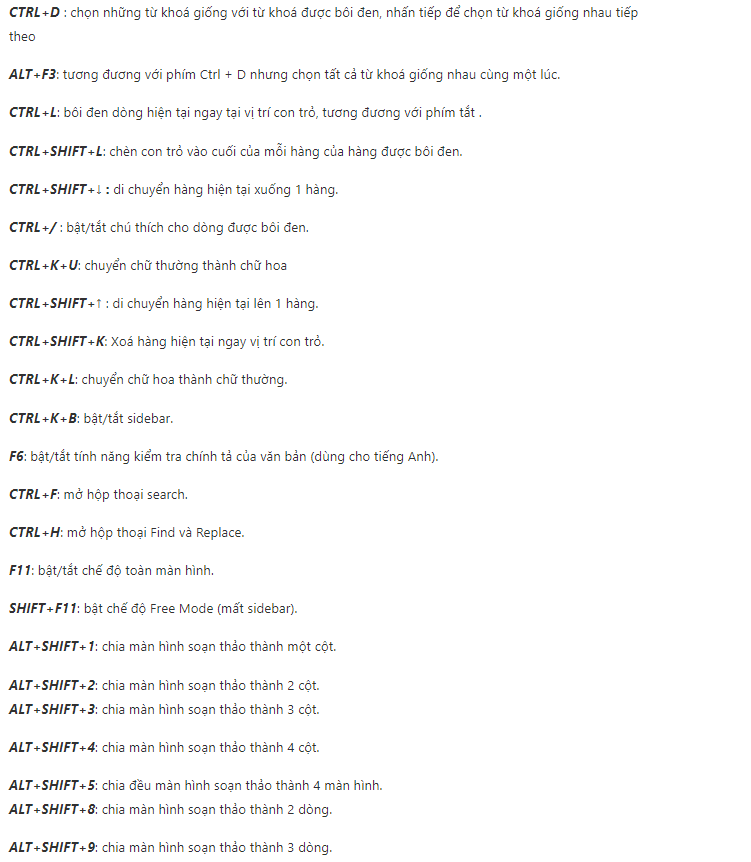 CTRL+D : chọn những từ khoá giống với từ khoá được bôi đen, nhấn tiếp để chọn từ khoá giống nhau tiếp
theo
ALT+F3: tương đương với phím Ctrl + D nhưng chọn tất cả từ khoá giống nhau cùng một lúc.
CTRL+L: bôi đen dòng hiện tại ngay tại vị trí con trỏ, tương đương với phím tắt .
CTRL+SHIFT+L: chèn con trỏ vào cuối của mỗi hàng của hàng được bôi đen.
CTRL+SHIFT+↓ : di chuyển hàng hiện tại xuống 1 hàng.
CTRL+/ : bật/tắt chú thích cho dòng được bôi đen.
CTRL+K+U: chuyển chữ thường thành chữ hoa
CTRL+SHIFT+↑ : di chuyển hàng hiện tại lên 1 hàng.
CTRL+SHIFT+K: Xoá hàng hiện tại ngay vị trí con trỏ.
CTRL+K+L: chuyển chữ hoa thành chữ thường.
CTRL+K+B: bật/tắt sidebar.
F6: bật/tắt tính năng kiểm tra chính tả của văn bản (dùng cho tiếng Anh).
CTRL+F: mở hộp thoại search.
CTRL+H: mở hộp thoại Find và Replace.
F11: bật/tắt chế độ toàn màn hình.
SHIFT+F11: bật chế độ Free Mode (mất sidebar).
ALT+SHIFT+1: chia màn hình soạn thảo thành một cột.
ALT+SHIFT+2: chia màn hình soạn thảo thành 2 cột.
ALT+SHIFT+3: chia màn hình soạn thảo thành 3 cột.
ALT+SHIFT+4: chia màn hình soạn thảo thành 4 cột.
ALT+SHIFT+5: chia đều màn hình soạn thảo thành 4 màn hình.
ALT+SHIFT+8: chia màn hình soạn thảo thành 2 dòng.
ALT+SHIFT+9: chia màn hình soạn thảo thành 3 dòng.